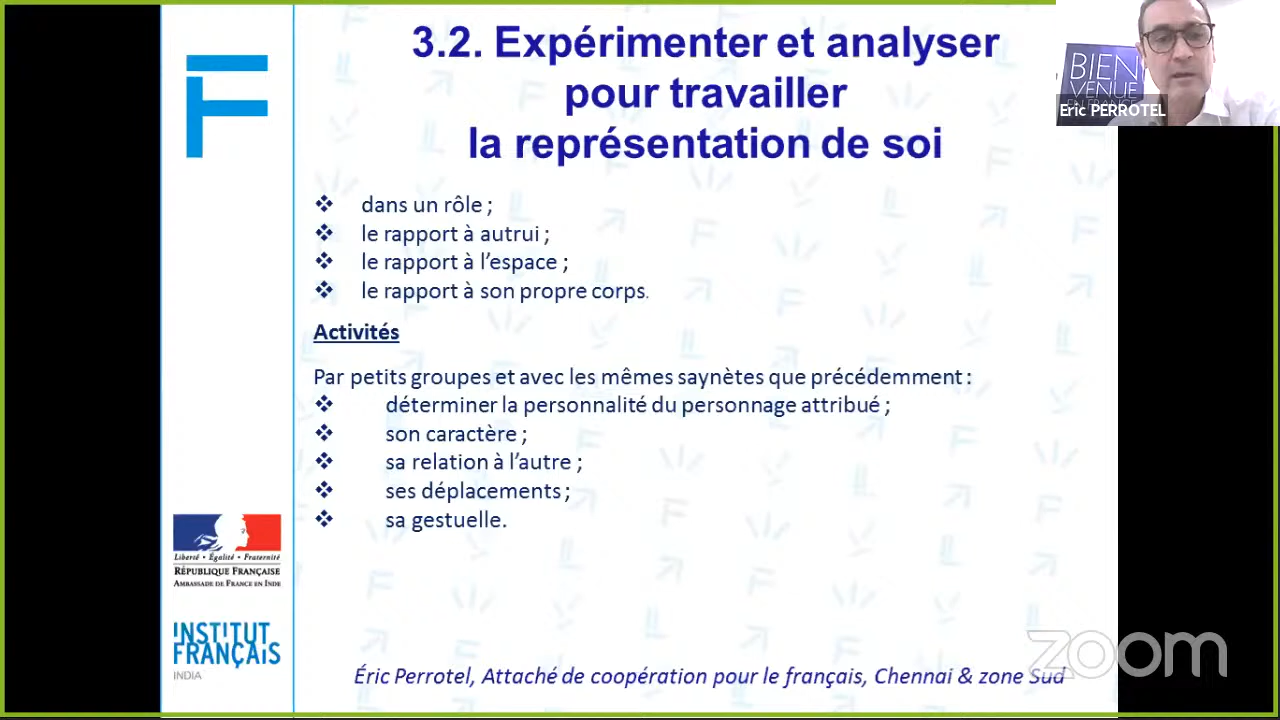 3.2. Expérimenter et analyser
pour travailler
la représentation de soi
BIEN
VENUE
EN FRANCE
Eric PERROTEL
❖ dans un rôle ;
❖ le rapport à autrui ;
❖ le rapport à l’espace ;
❖ le rapport à son propre corps.
Activités
Par petits groupes et avec les mêmes saynètes que précédemment :
❖ déterminer la personnalité du personnage attribué ;
❖ son caractère ;
❖ sa relation à l’autre ;
❖ ses déplacements ;
❖ sa gestuelle.
Liberté • Égalité • Fraternité
RÉPUBLIQUE FRANÇAISE
AMBASSADE DE FRANCE EN INDE
INSTITUT
FRANÇAIS
INDIA
Éric Perrotel, Attaché de coopération pour le français, Chennai & zone Sud
zoom